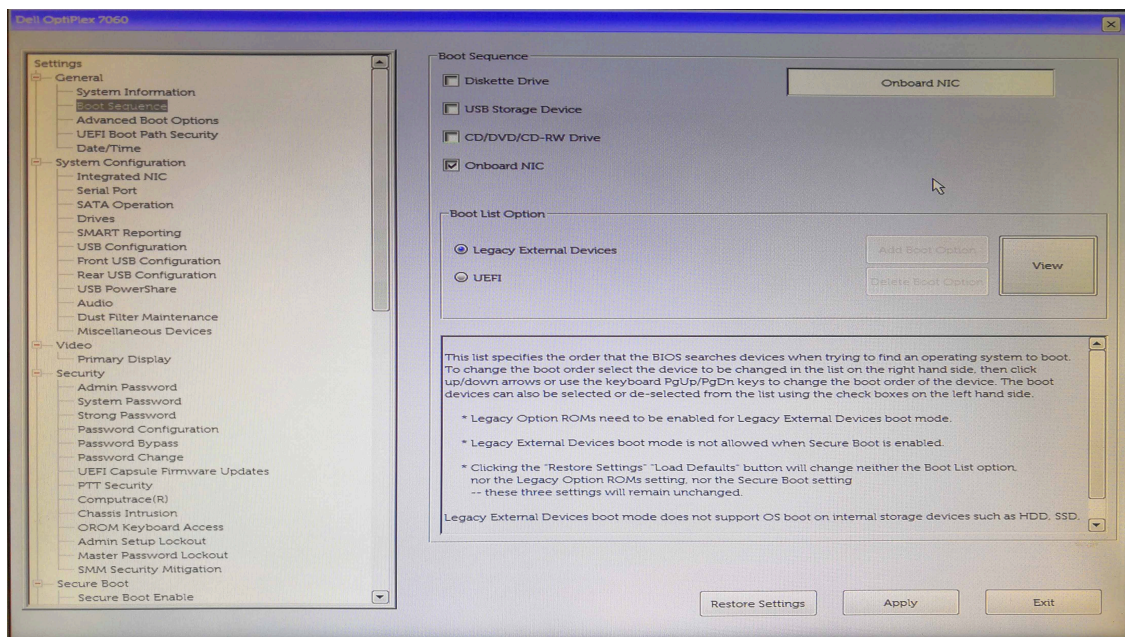 Dell OptiPlex 7060
Settings
General
System Information
Boot Sequence
Advanced Boot Options
UEFI Boot Path Security
Date/Time
System Configuration
Integrated NIC
Serial Port
SATA Operation
Drives
SMART Reporting
USB Configuration
Front USB Configuration
Rear USB Configuration
USB PowerShare
Audio
Dust Filter Maintenance
Miscellaneous Devices
Video
Primary Display
Security
Admin Password
System Password
Strong Password
Password Configuration
Password Bypass
Password Change
UEFI Capsule Firmware Updates
PTT Security
Computrace(R)
Chassis Intrusion
OROM Keyboard Access
Admin Setup Lockout
Master Password Lockout
SMM Security Mitigation
Secure Boot
Secure Boot Enable
Boot Sequence
Diskette Drive
USB Storage Device
CD/DVD/CD-RW Drive
Onboard NIC
Onboard NIC
Boot List Option
Legacy External Devices
UEFI
Add Boot Option
Delete Boot Option
View
This list specifies the order that the BIOS searches devices when trying to find an operating system to boot.
To change the boot order select the device to be changed in the list on the right hand side, then click
up/down arrows or use the keyboard PgUp/PgDn keys to change the boot order of the device. The boot
devices can also be selected or de-selected from the list using the check boxes on the left hand side.
* Legacy Option ROMs need to be enabled for Legacy External Devices boot mode.
* Legacy External Devices boot mode is not allowed when Secure Boot is enabled.
* Clicking the "Restore Settings" "Load Defaults" button will change neither the Boot List option,
nor the Legacy Option ROMs setting, nor the Secure Boot setting
-- these three settings will remain unchanged.
Legacy External Devices boot mode does not support OS boot on internal storage devices such as HDD, SSD,
Restore Settings
Apply
Exit